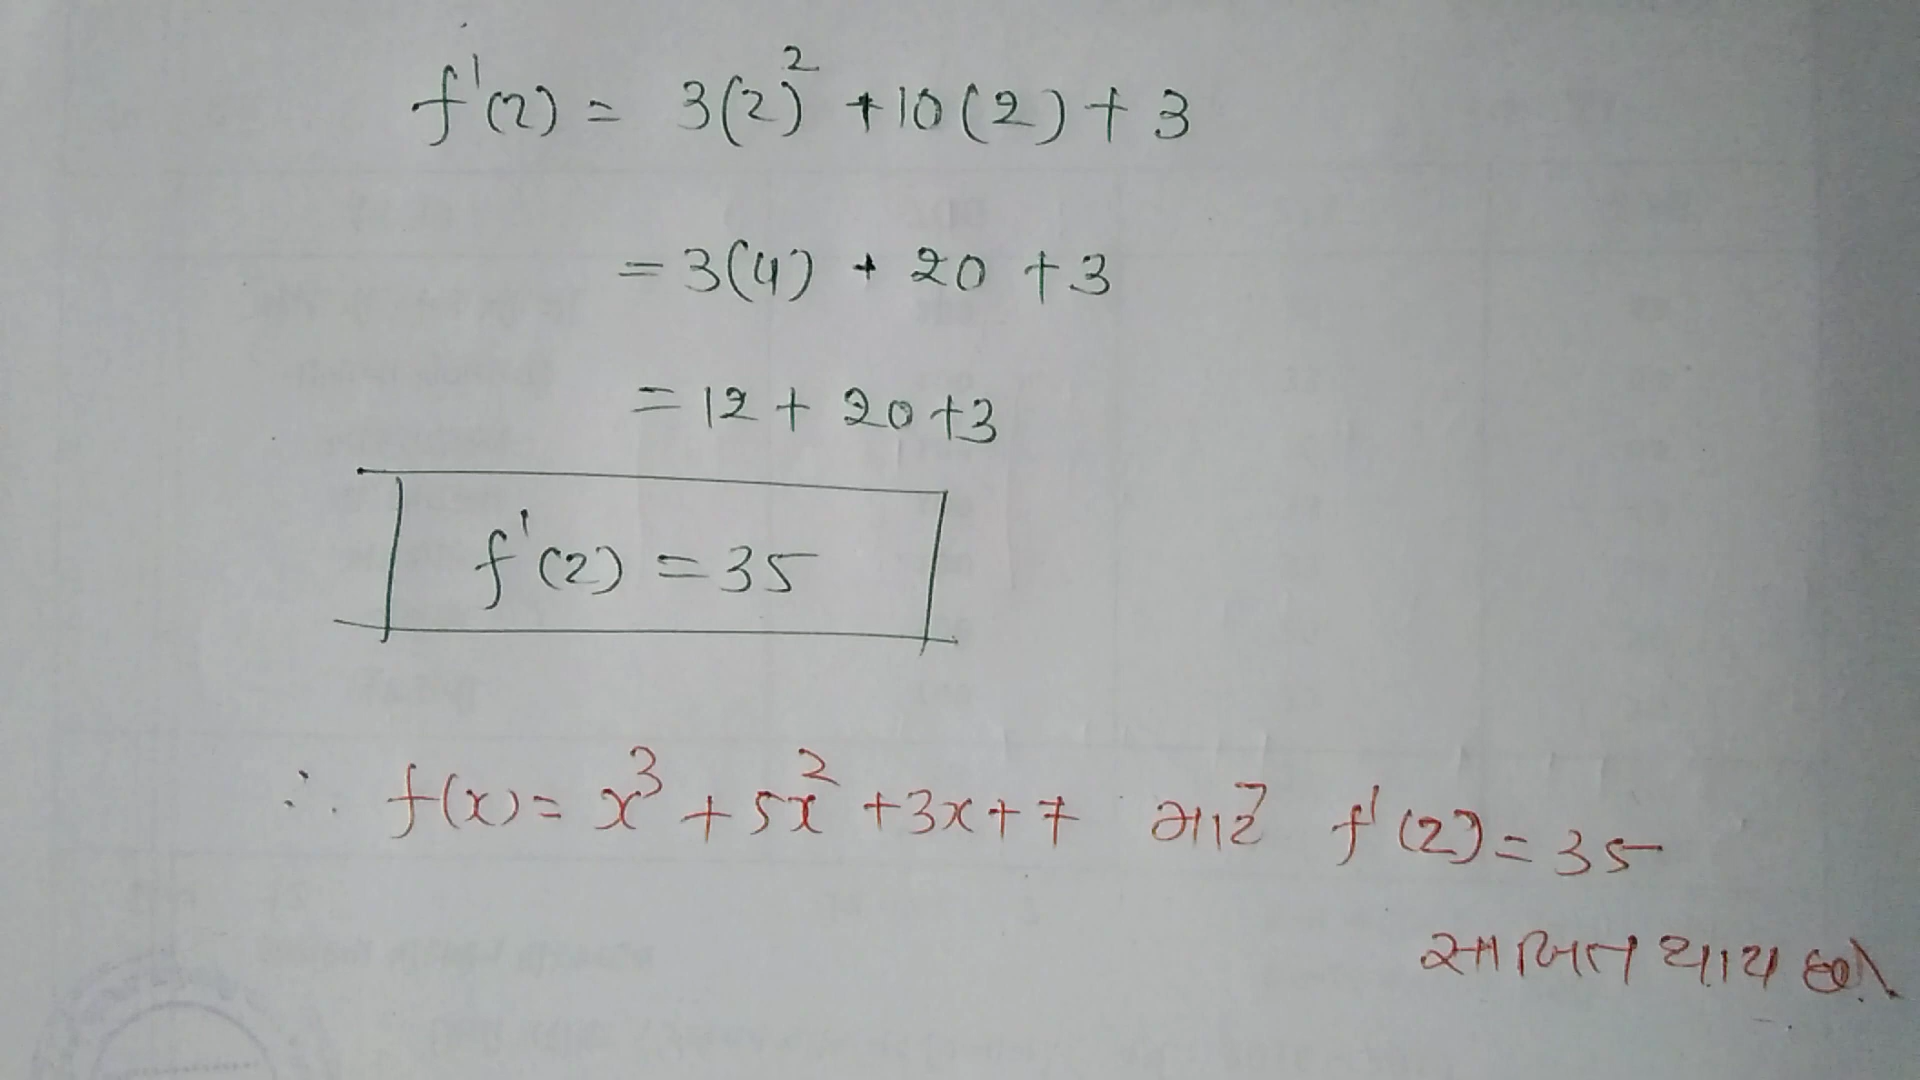 f'(2) = 3(2)² + 10(2) + 3
= 3(4) + 20 + 3
= 12 + 20 + 3
f'(2) = 35
∴ f(x) = x³ + 5x² + 3x + 7 માટે f'(2) = 35
સાબિત થાય છે.